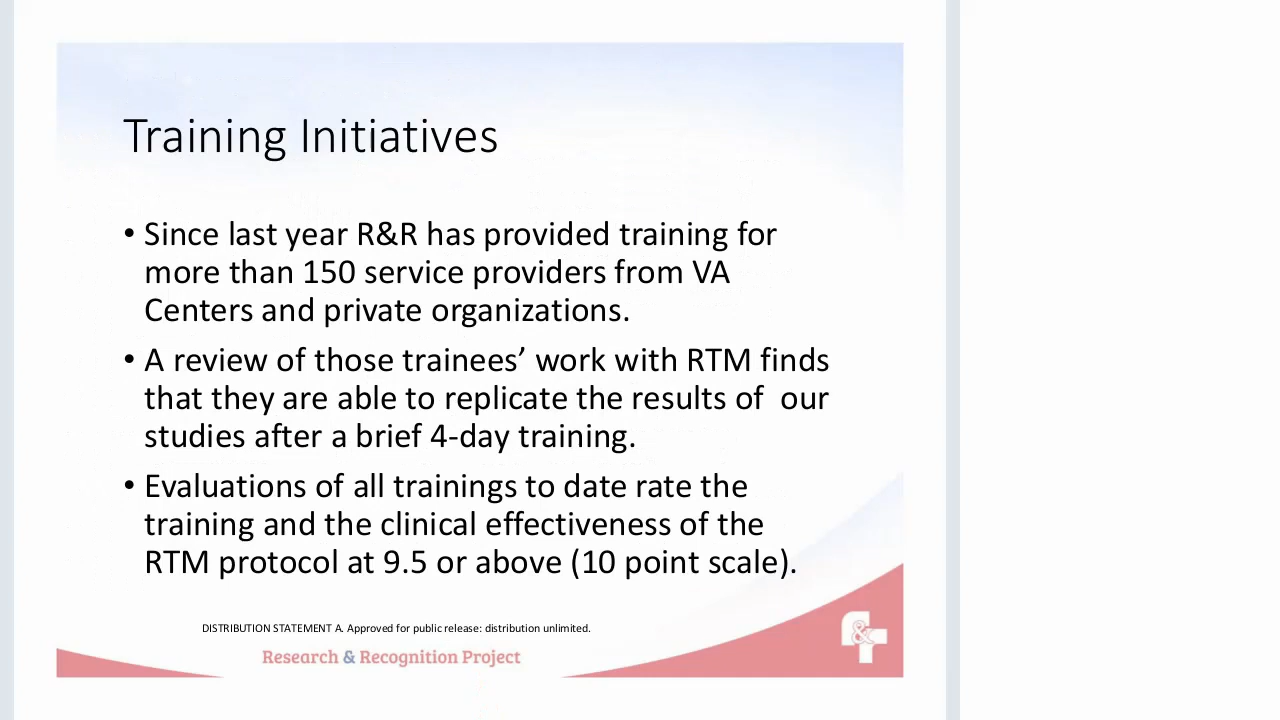 Training Initiatives
• Since last year R&R has provided training for
more than 150 service providers from VA
Centers and private organizations.
• A review of those trainees’ work with RTM finds
that they are able to replicate the results of  our
studies after a brief 4-day training.
• Evaluations of all trainings to date rate the
training and the clinical effectiveness of the
RTM protocol at 9.5 or above (10 point scale).
DISTRIBUTION STATEMENT A. Approved for public release: distribution unlimited.
Research & Recognition Project